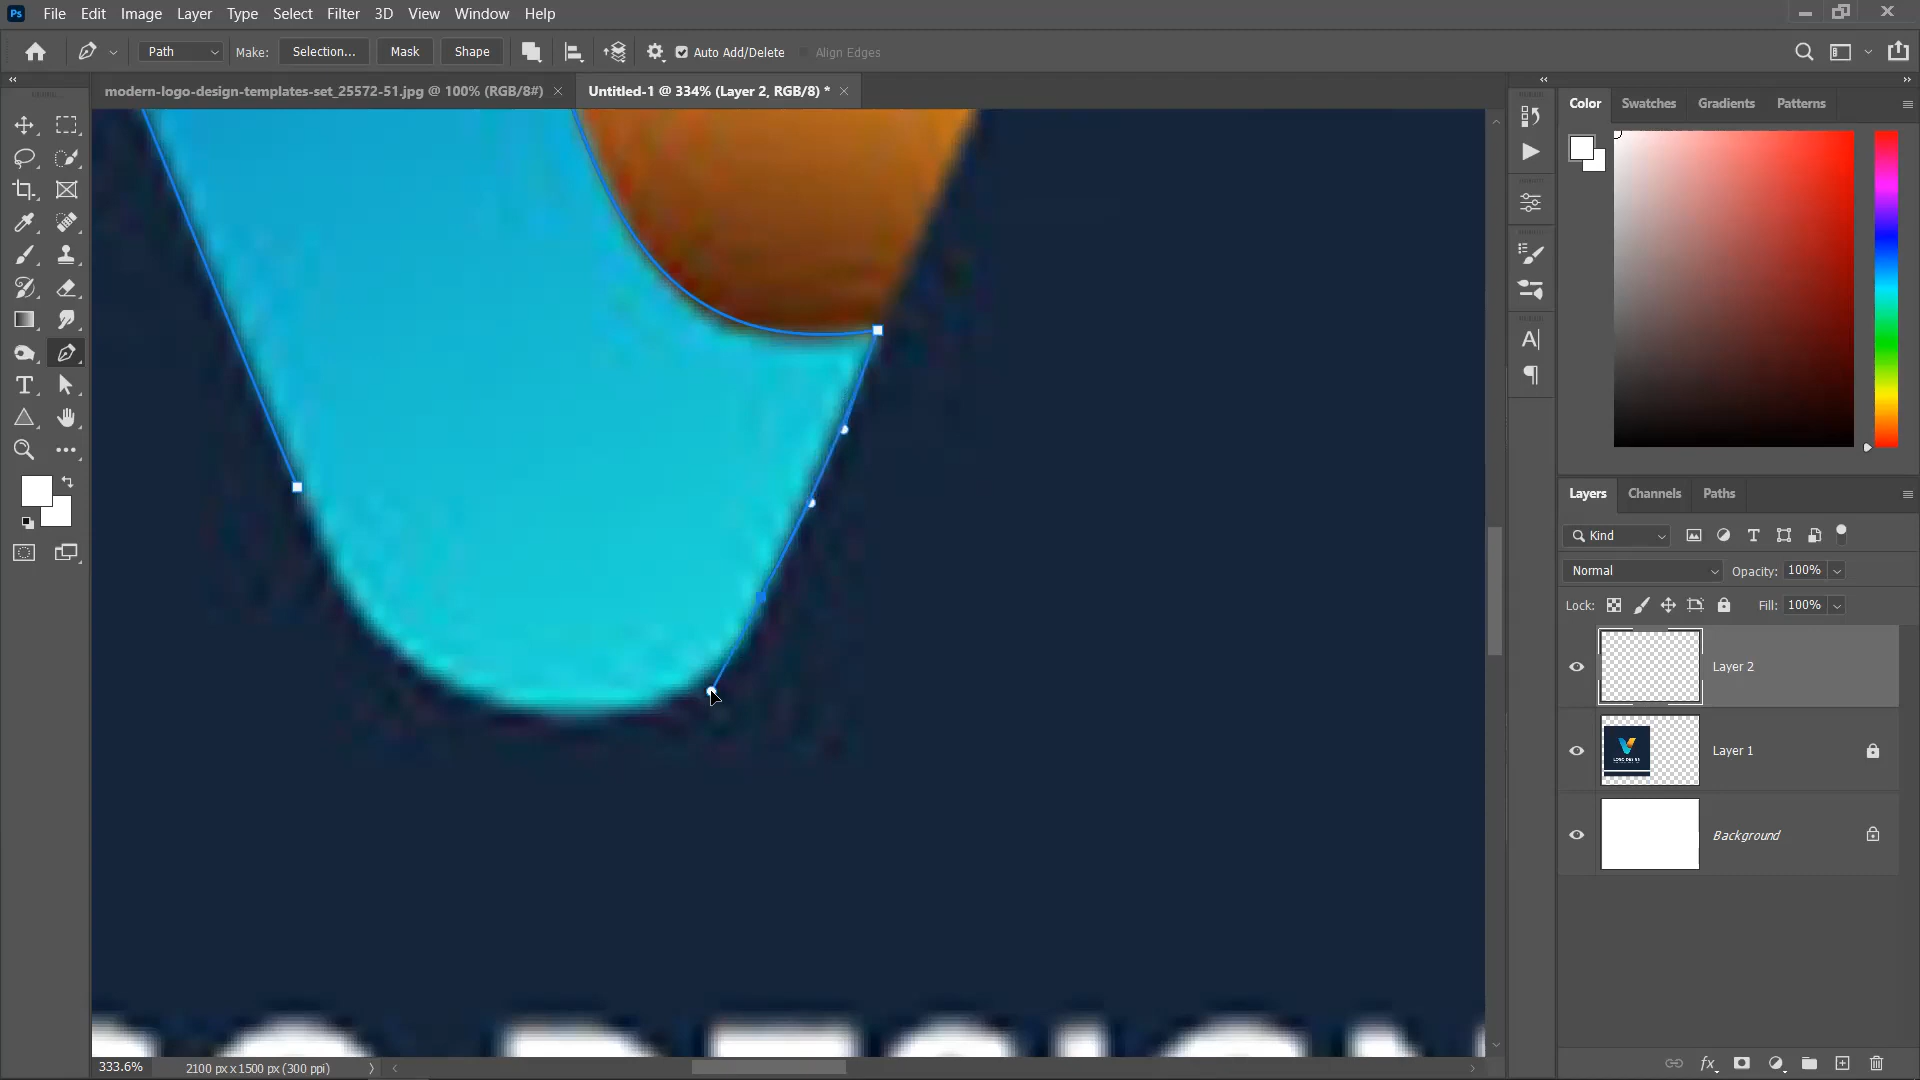 Ps File Edit Image Layer Type Select Filter 3D View Window Help
Path Make: Selection... Mask Shape Auto Add/Delete Align Edges
modern-logo-design-templates-set_25572-51.jpg @ 100% (RGB/8#) × Untitled-1 @ 334% (Layer 2, RGB/8) * ×
Color Swatches Gradients Patterns
Layers Channels Paths
Kind
Normal Opacity: 100%
Lock: Fill: 100%
Layer 2
Layer 1
Background
333.6% 2100 px x 1500 px (300 ppi)